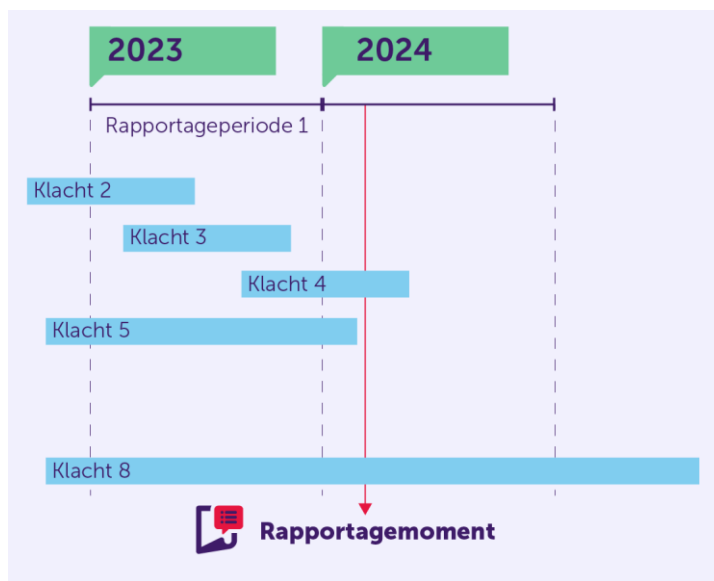 2023
2024
Rapportageperiode 1
Klacht 2
Klacht 3
Klacht 4
Klacht 5
Klacht 8
Rapportagemoment